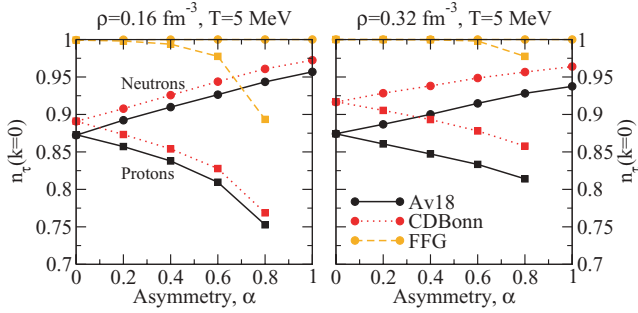 ρ=0.16 fm⁻³, T=5 MeV
ρ=0.32 fm⁻³, T=5 MeV
1
0.95
0.9
0.85
0.8
0.75
0.7
nτ(k=0)
Neutrons
Protons
0 0.2 0.4 0.6 0.8 1
Asymmetry, α
Av18
CDBonn
FFG
0 0.2 0.4 0.6 0.8 1
Asymmetry, α
1
0.95
0.9
0.85
0.8
0.75
0.7
nτ(k=0)